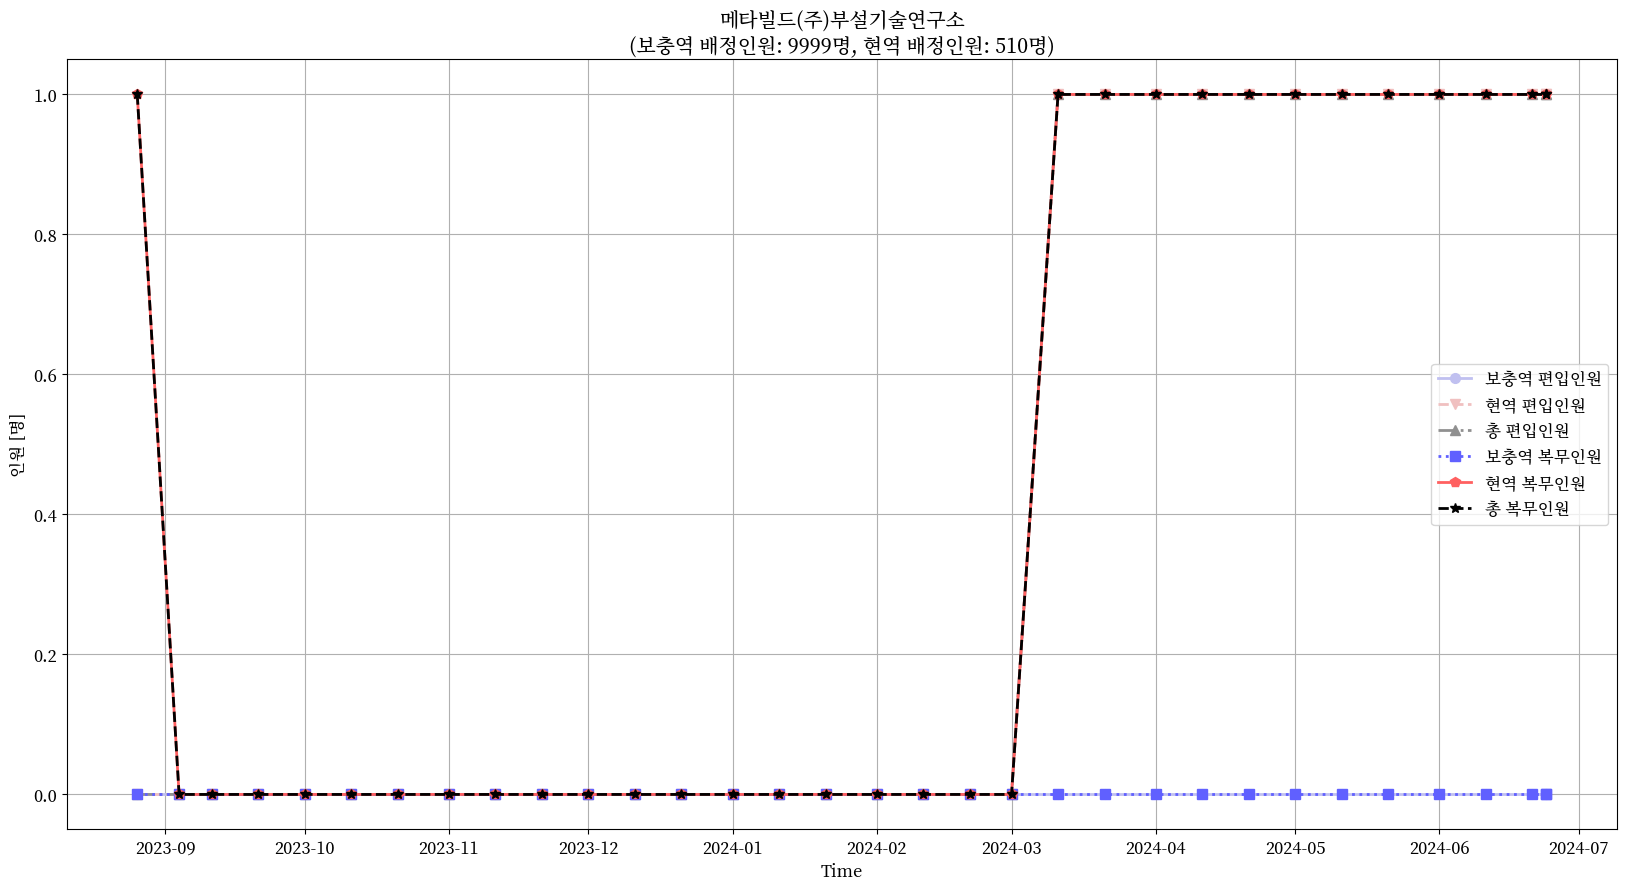 메타빌드(주)부설기술연구소
(보충역 배정인원: 9999명, 현역 배정인원: 510명)
1.0
0.8
0.6
0.4
0.2
0.0
인원 [명]
보충역 편입인원
현역 편입인원
총 편입인원
보충역 복무인원
현역 복무인원
총 복무인원
2023-09
2023-10
2023-11
2023-12
2024-01
2024-02
2024-03
2024-04
2024-05
2024-06
2024-07
Time